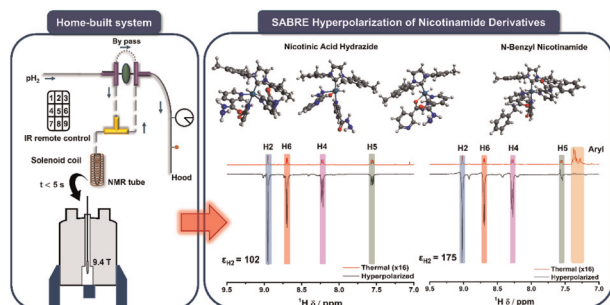 Home-built system
By pass
pH2
1 2 3
4 5 6
7 8 9
IR remote control
Solenoid coil
NMR tube
Hood
t < 5 s
9.4 T
SABRE Hyperpolarization of Nicotinamide Derivatives
Nicotinic Acid Hydrazide
N-Benzyl Nicotinamide
H2 H6 H4 H5
εH2 = 102
Thermal (x16)
Hyperpolarized
9.5 9.0 8.5 8.0 7.5
H2 H6 H4 H5 Aryl
εH2 = 175
Thermal (x16)
Hyperpolarized
9.0 8.5 8.0 7.5 7.0
1H δ / ppm
1H δ / ppm